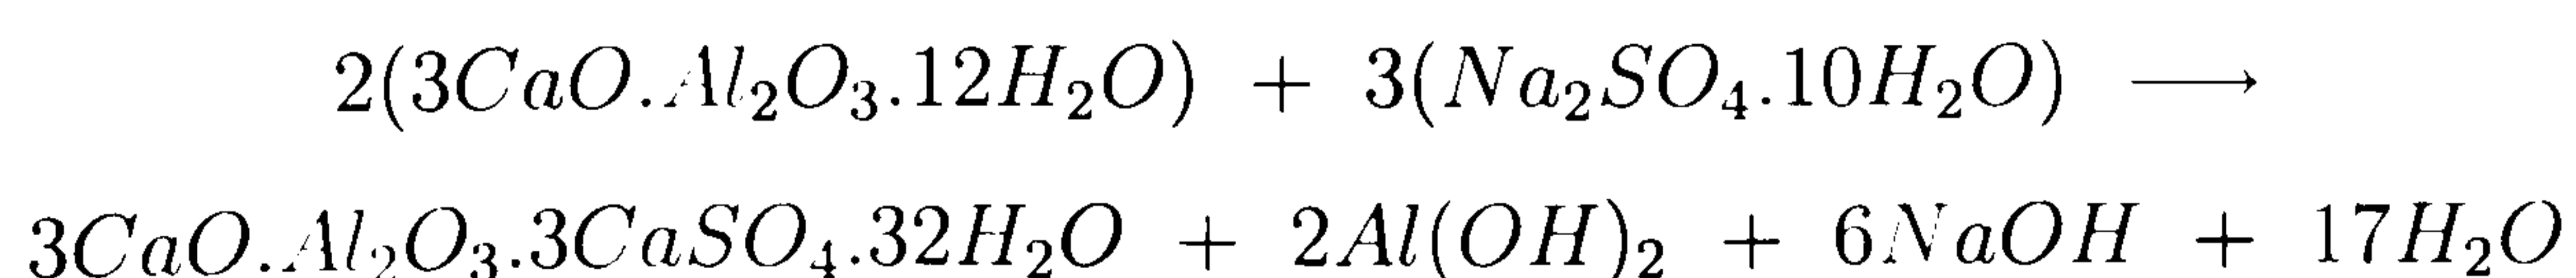 2(3CaO.Al₂O₃.12H₂O) + 3(Na₂SO₄.10H₂O) ⟶
3CaO.Al₂O₃.3CaSO₄.32H₂O + 2Al(OH)₂ + 6NaOH + 17H₂O